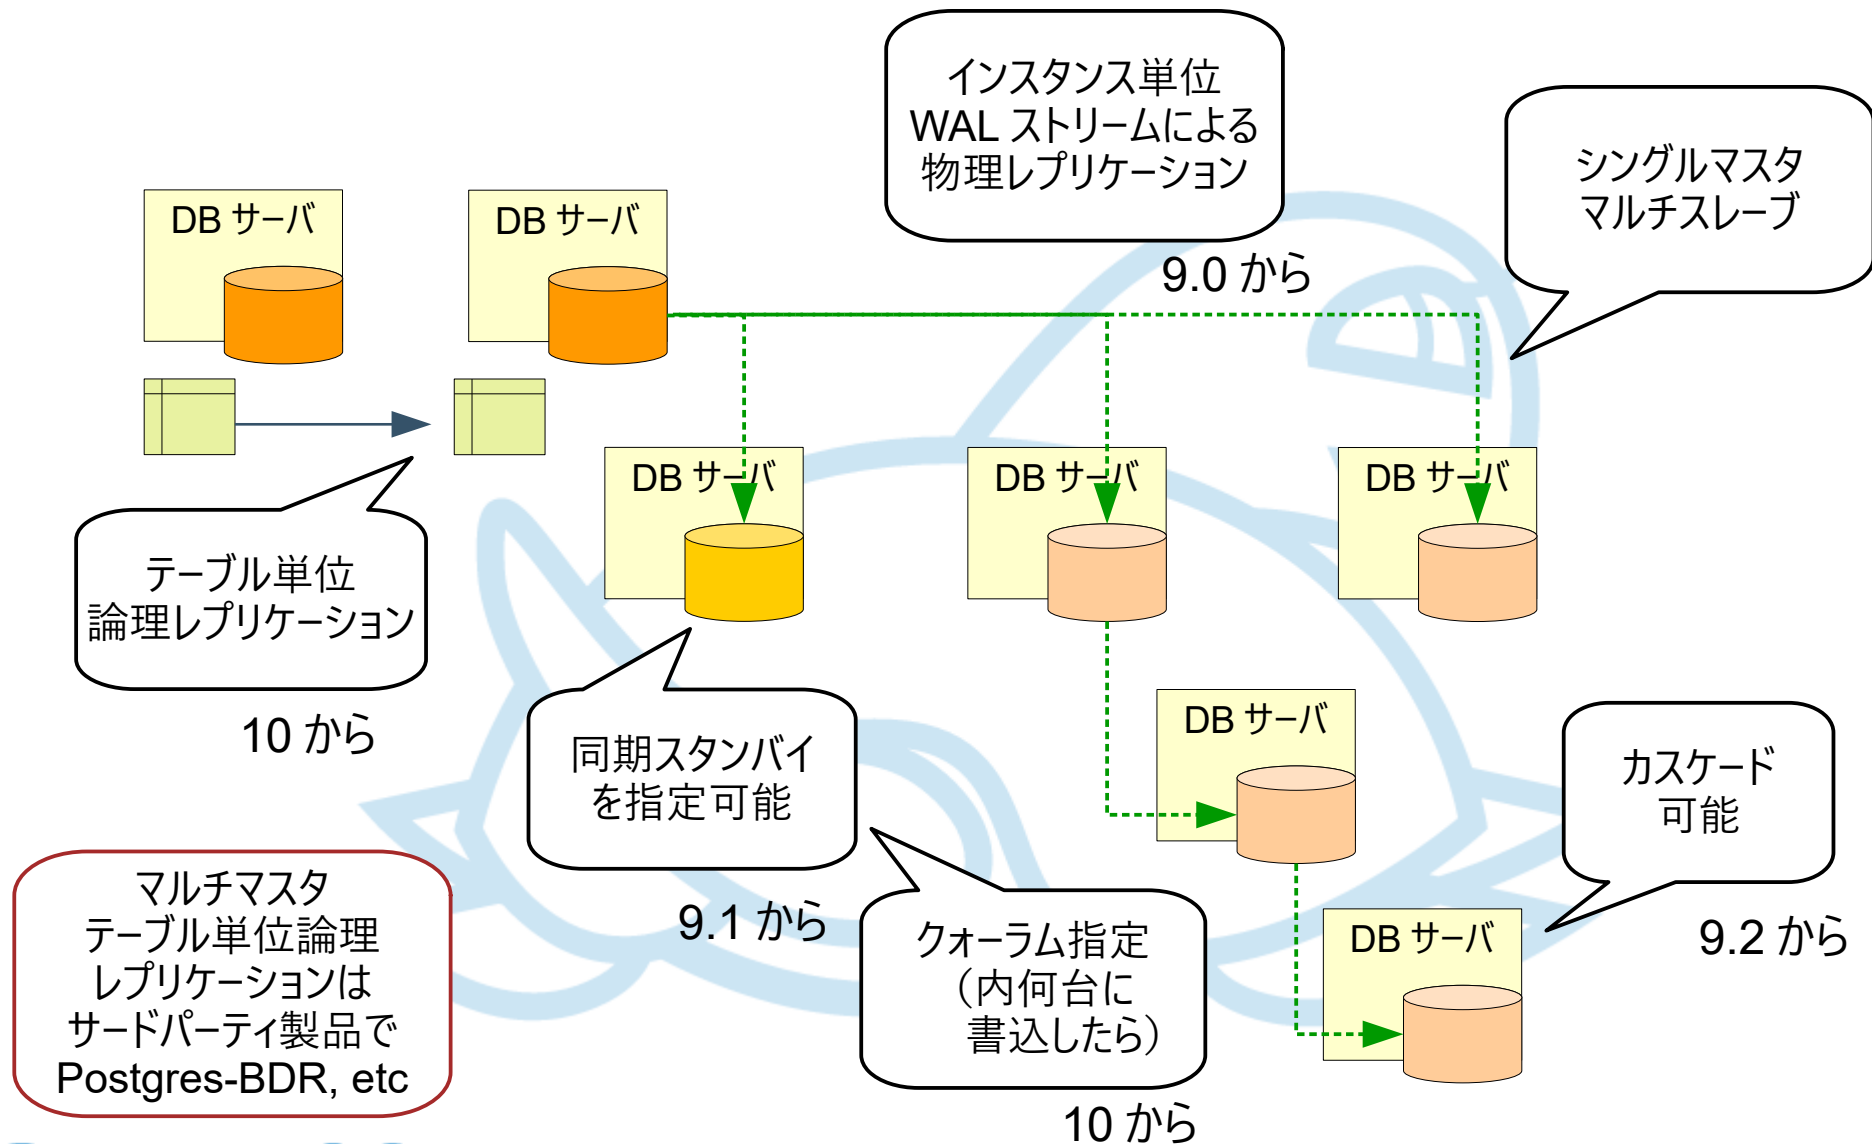 インスタンス単位
WAL ストリームによる
物理レプリケーション
9.0 から
シングルマスタ
マルチスレーブ
DB サーバ
DB サーバ
DB サーバ
DB サーバ
DB サーバ
テーブル単位
論理レプリケーション
10 から
同期スタンバイ
を指定可能
9.1 から
DB サーバ
カスケード
可能
9.2 から
DB サーバ
クォーラム指定
（内何台に
書込したら）
10 から
マルチマスタ
テーブル単位論理
レプリケーションは
サードパーティ製品で
Postgres-BDR, etc